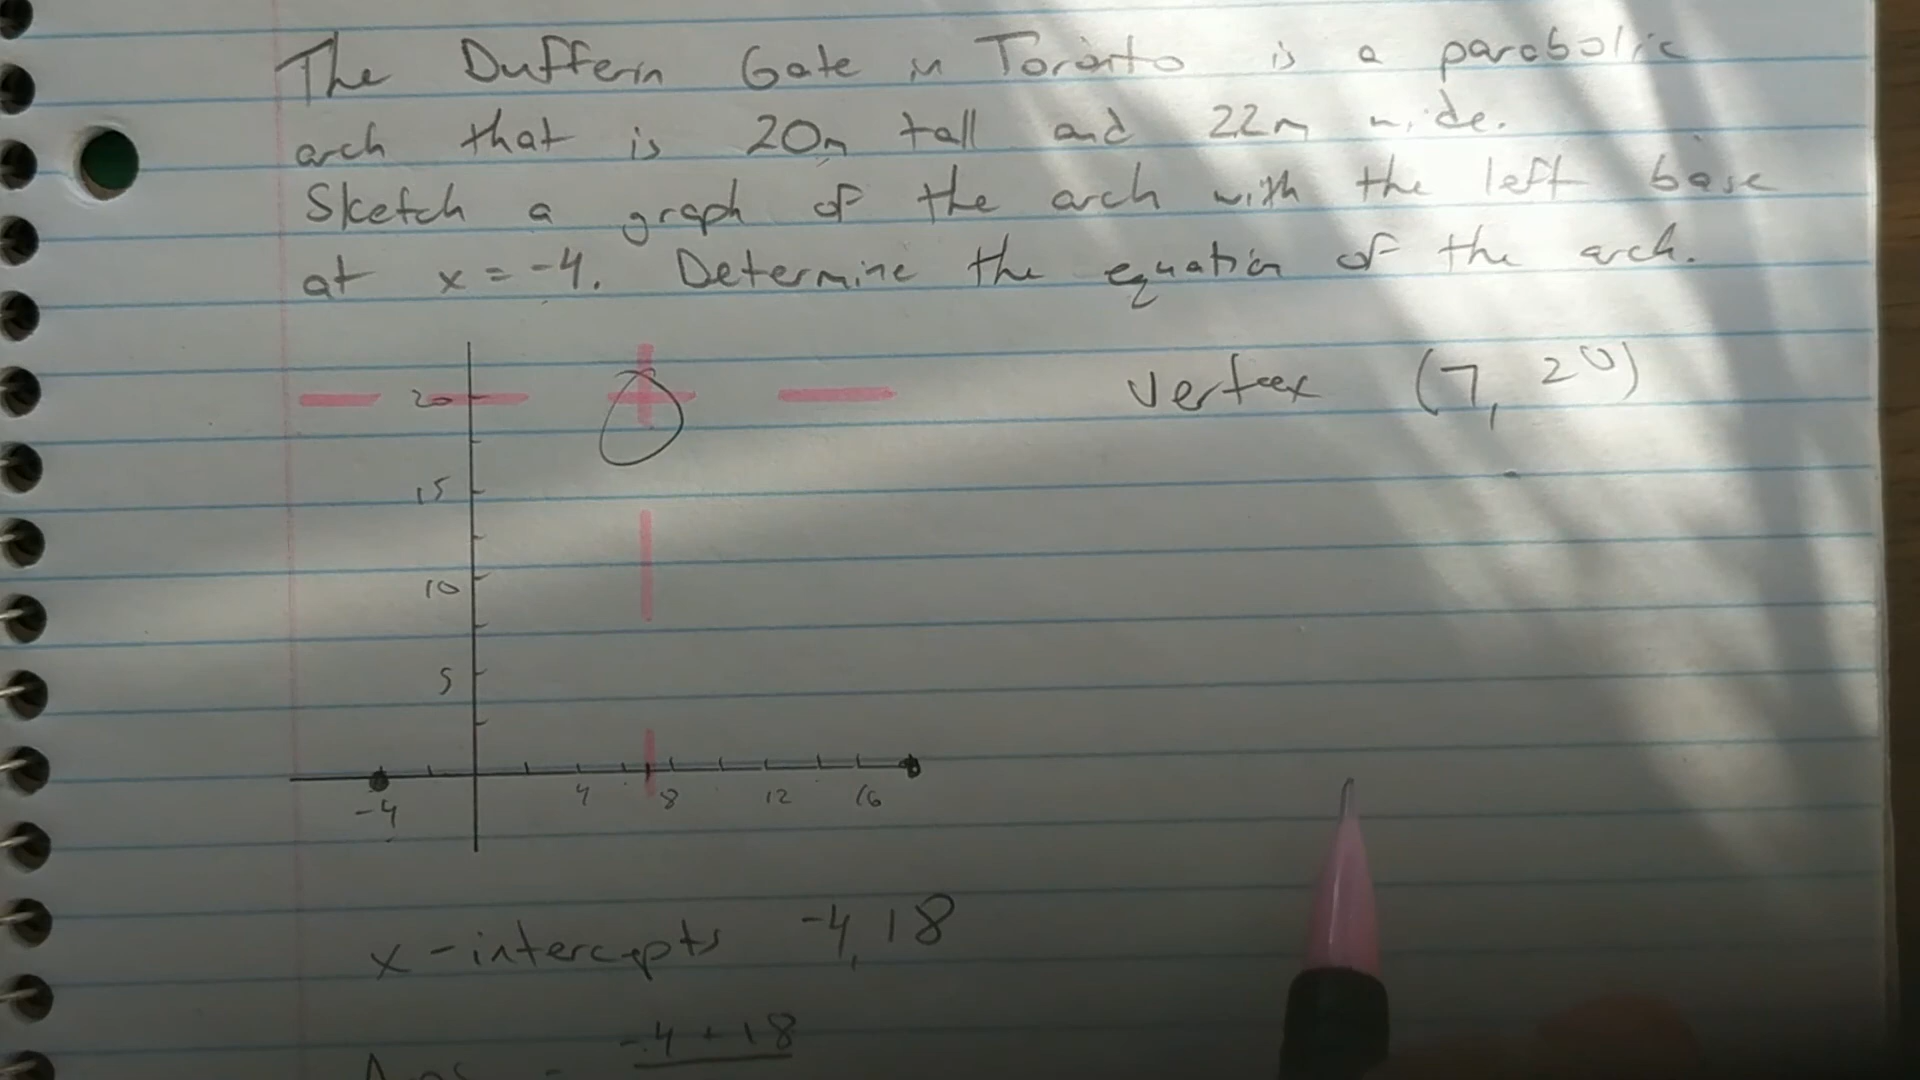 The Dufferin Gate in Toronto is a parabolic
arch that is 20m tall and 22m wide.
Sketch a graph of the arch with the left base
at x = -4. Determine the equation of the arch.
vertex (7, 20)
20
15
10
5
-4 4 8 12 16
x-intercepts -4, 18
-4 + 18